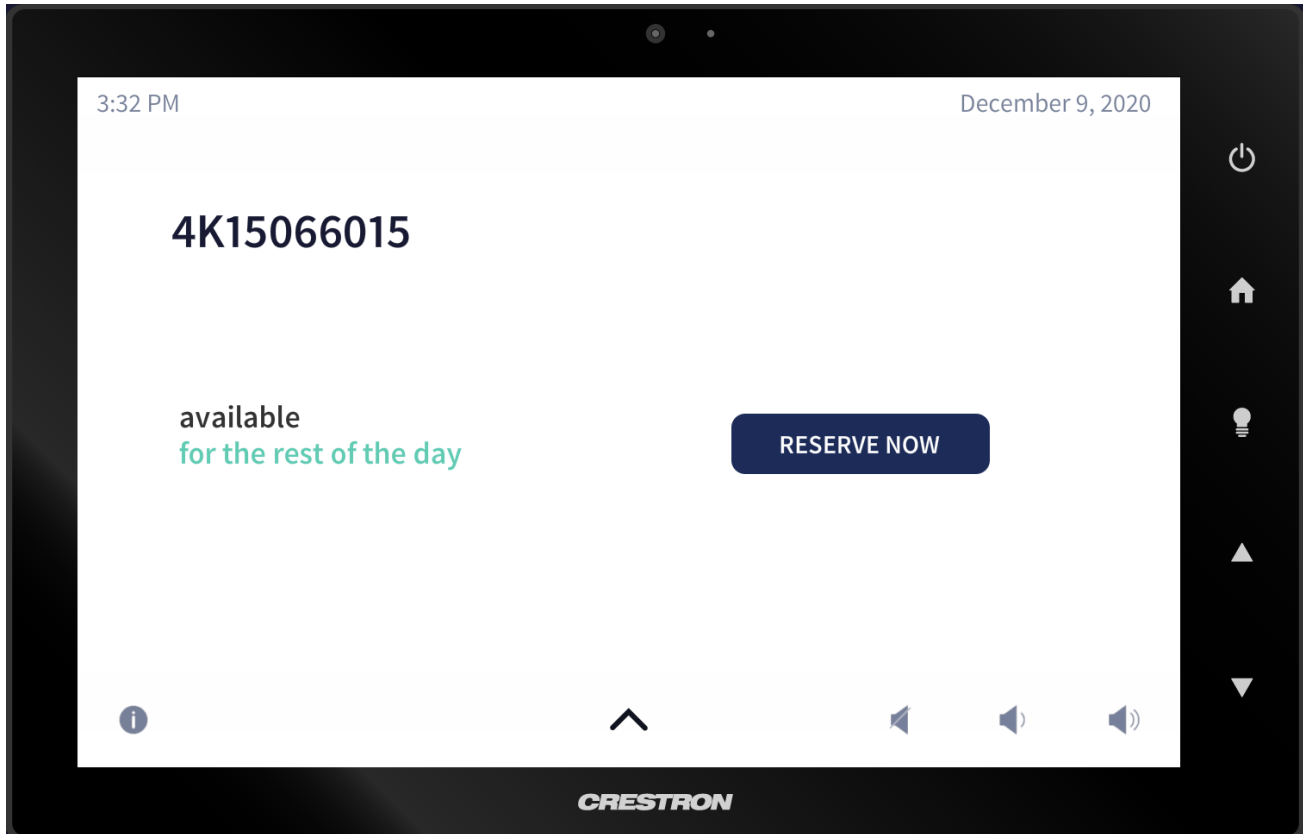 3:32 PM
December 9, 2020
4K15066015
available
for the rest of the day
RESERVE NOW
CRESTRON